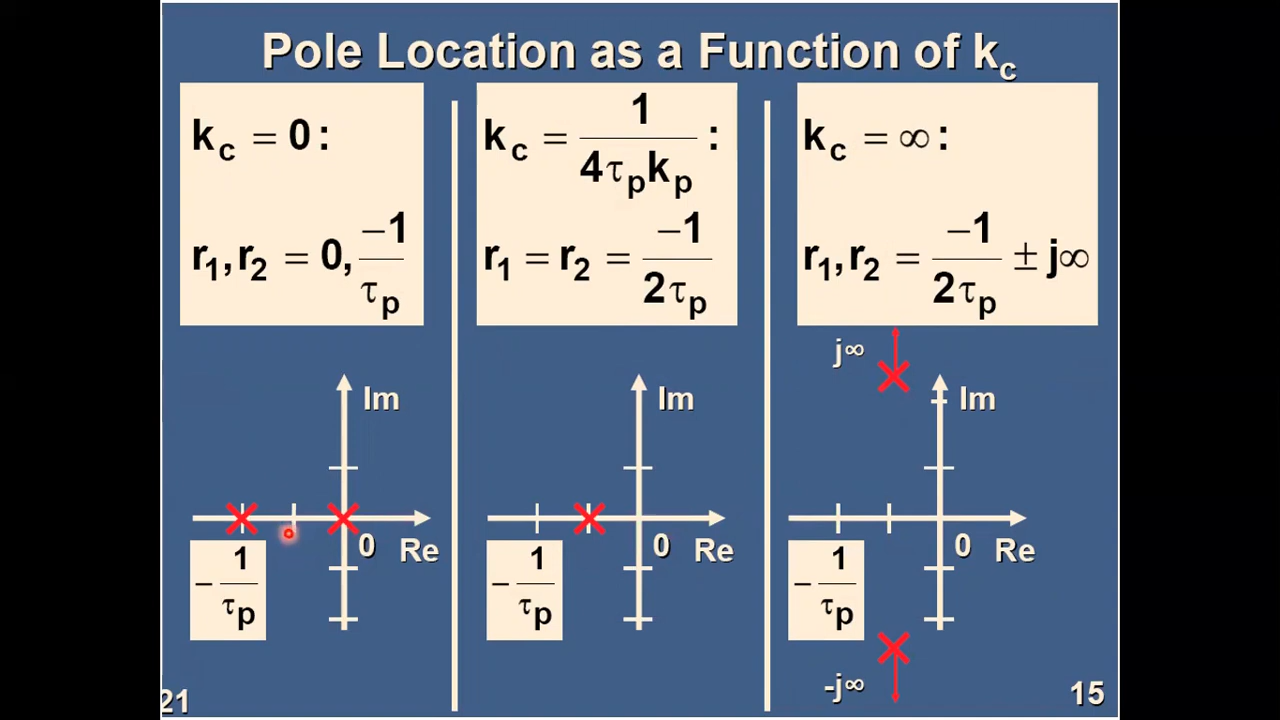 Pole Location as a Function of k_c
k_c = 0 :
r_1, r_2 = 0, −1/τ_p
k_c = 1/(4τ_p k_p) :
r_1 = r_2 = −1/(2τ_p)
k_c = ∞ :
r_1, r_2 = −1/(2τ_p) ± j∞
Im
0 Re
− 1/τ_p
Im
0 Re
− 1/τ_p
j∞
Im
0 Re
− 1/τ_p
-j∞
21
15